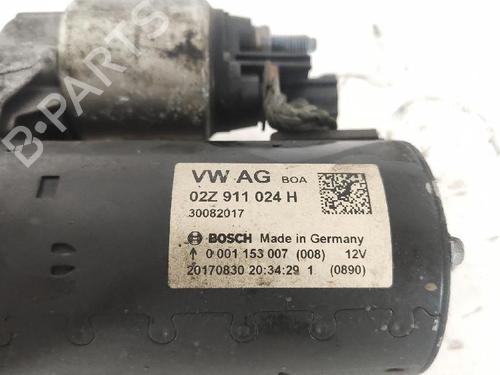 B-PARTS
VW AG BOA
02Z 911 024 H
30082017
BOSCH Made in Germany
↑ 0 001 153 007 (008) 12V
20170830 20:34:29 1 (0890)